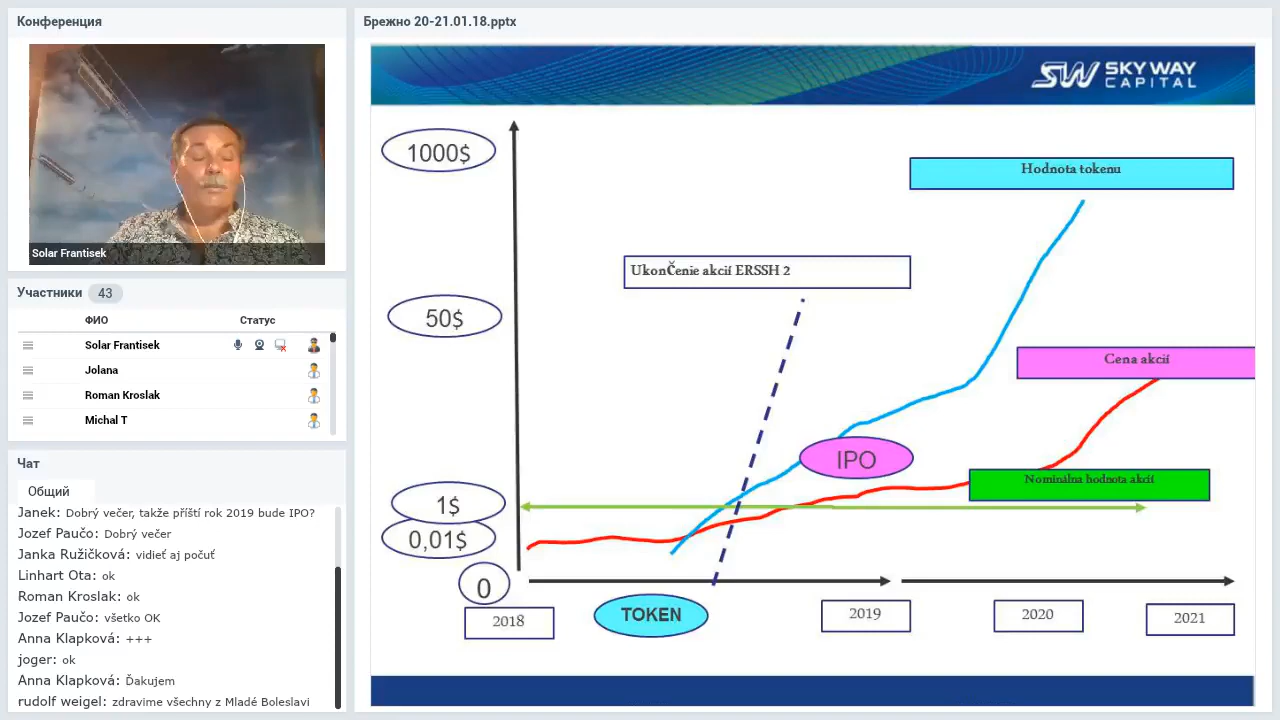 Конференция
Solar Frantisek
Участники 43
ФИО Статус
Solar Frantisek
Jolana
Roman Kroslak
Michal T
Чат
Общий
Janek: Dobrý večer, takže příští rok 2019 bude IPO?
Jozef Paučo: Dobrý večer
Janka Ružičková: vidieť aj počuť
Linhart Ota: ok
Roman Kroslak: ok
Jozef Paučo: všetko OK
Anna Klapková: +++
joger: ok
Anna Klapková: Ďakujem
rudolf weigel: zdravime všechny z Mladé Boleslavi
Брежно 20-21.01.18.pptx
SW SKY WAY
CAPITAL
1000$
Hodnota tokenu
UkonČenie akcií ERSSH 2
50$
Cena akcií
IPO
Nominálna hodnota akcií
1$
0,01$
0
2018
TOKEN
2019
2020
2021